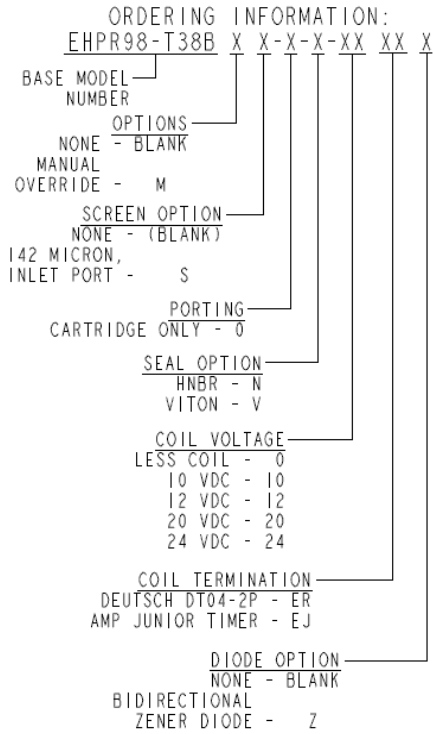 ORDERING INFORMATION:
EHPR98-T38B X X-X-X-XX XX X
BASE MODEL
NUMBER
OPTIONS
NONE - BLANK
MANUAL
OVERRIDE - M
SCREEN OPTION
NONE - (BLANK)
142 MICRON,
INLET PORT - S
PORTING
CARTRIDGE ONLY - 0
SEAL OPTION
HNBR - N
VITON - V
COIL VOLTAGE
LESS COIL - 0
10 VDC - 10
12 VDC - 12
20 VDC - 20
24 VDC - 24
COIL TERMINATION
DEUTSCH DT04-2P - ER
AMP JUNIOR TIMER - EJ
DIODE OPTION
NONE - BLANK
BIDIRECTIONAL
ZENER DIODE - Z